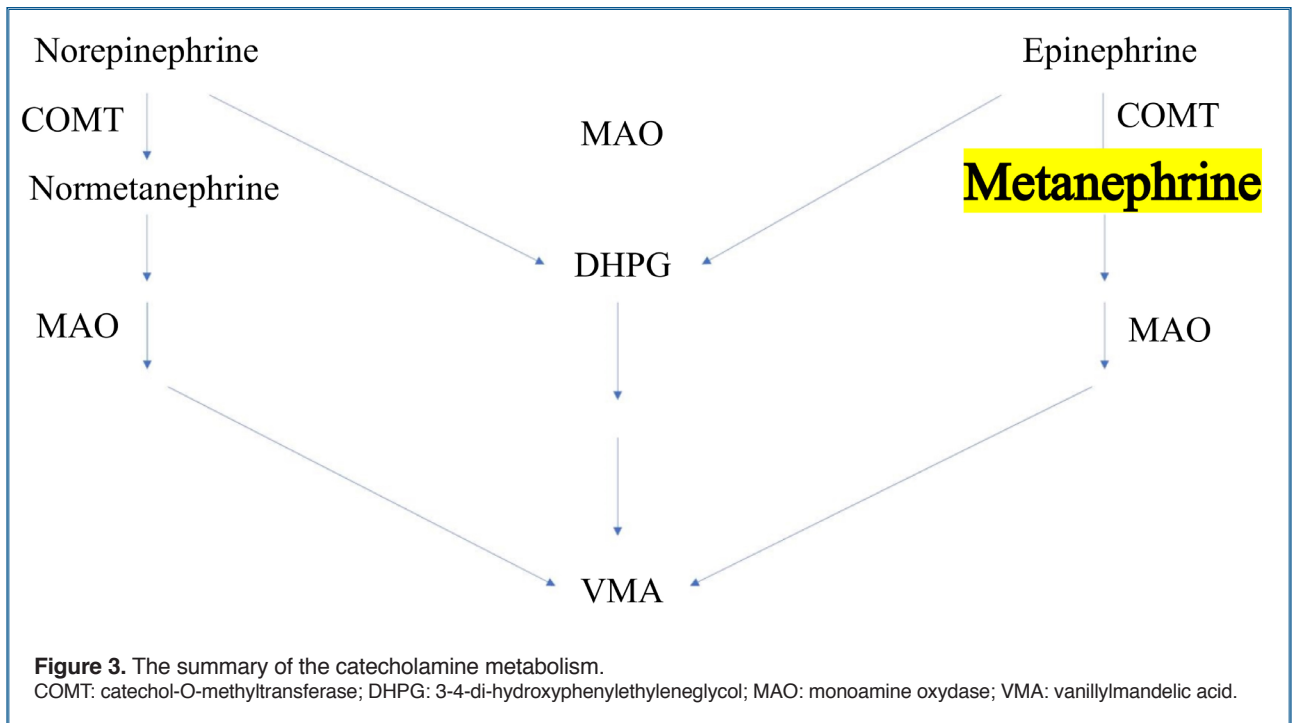 Norepinephrine
Epinephrine
COMT
MAO
COMT
Normetanephrine
Metanephrine
DHPG
MAO
MAO
VMA
Figure 3. The summary of the catecholamine metabolism.
COMT: catechol-O-methyltransferase; DHPG: 3-4-di-hydroxyphenylethyleneglycol; MAO: monoamine oxydase; VMA: vanillylmandelic acid.